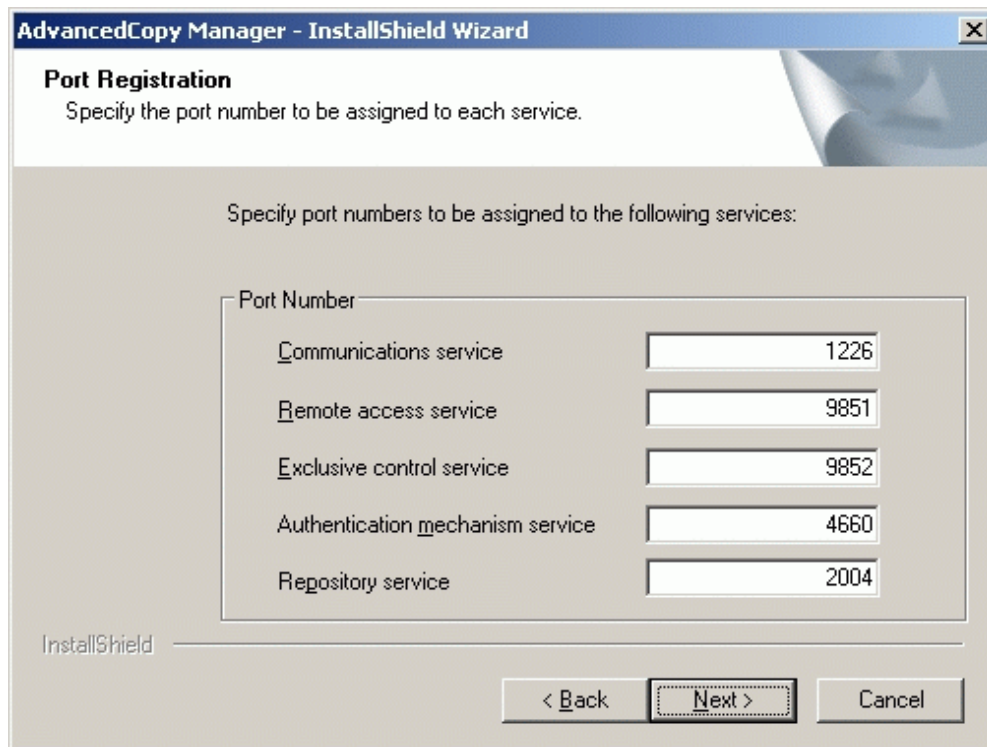 AdvancedCopy Manager - InstallShield Wizard
Port Registration
Specify the port number to be assigned to each service.
Specify port numbers to be assigned to the following services:
Port Number
Communications service 1226
Remote access service 9851
Exclusive control service 9852
Authentication mechanism service 4660
Repository service 2004
InstallShield
< Back Next > Cancel